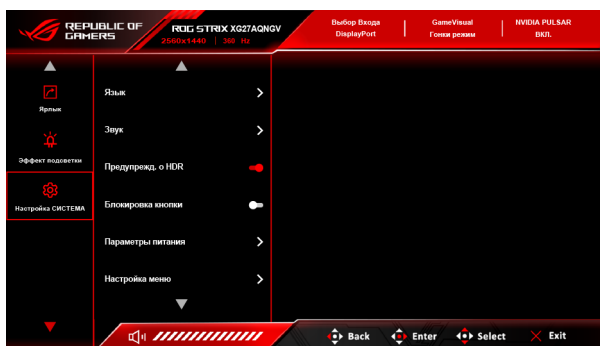 REPUBLIC OF
GAMERS
ROG STRIX XG27AQNGV
2560x1440 | 360 Hz
Выбор Входа
DisplayPort
GameVisual
Гонки режим
NVIDIA PULSAR
ВКЛ.
Ярлык
Эффект подсветки
Настройка СИСТЕМА
Язык
Звук
Предупрежд. о HDR
Блокировка кнопки
Параметры питания
Настройка меню
Back
Enter
Select
Exit